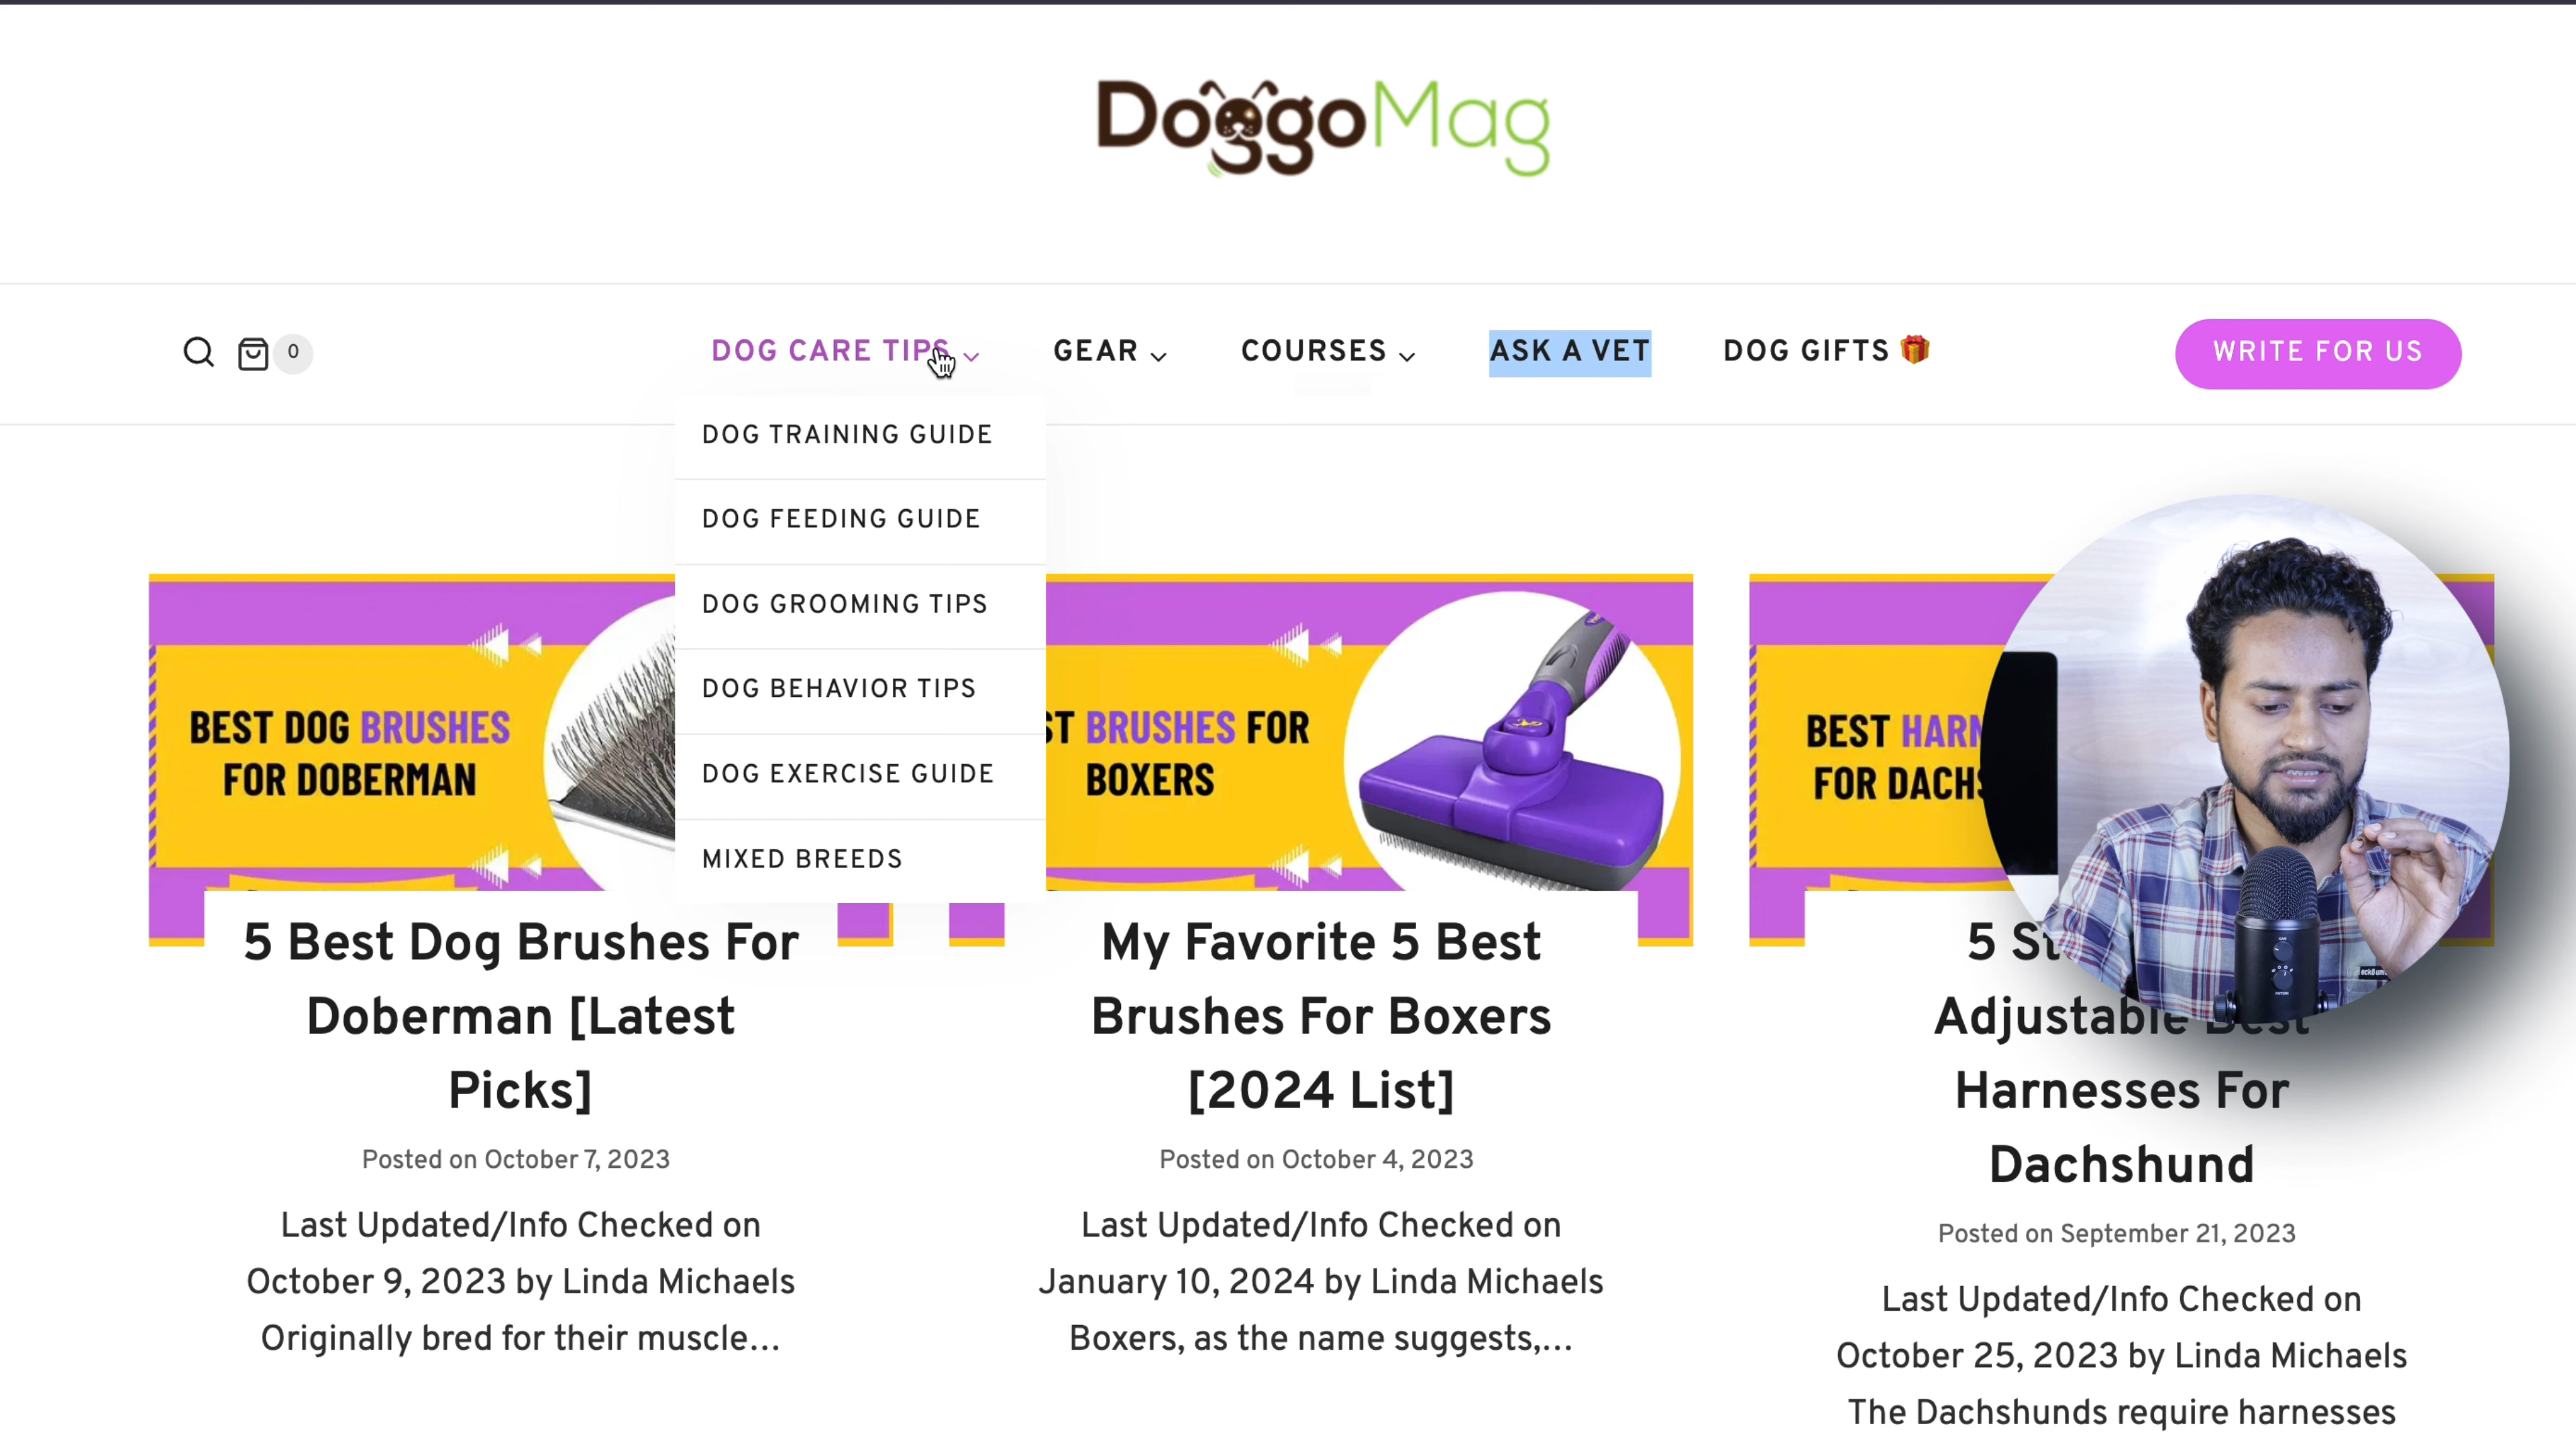 DoggoMag
0
DOG CARE TIPS
GEAR
COURSES
ASK A VET
DOG GIFTS
WRITE FOR US
DOG TRAINING GUIDE
DOG FEEDING GUIDE
DOG GROOMING TIPS
DOG BEHAVIOR TIPS
DOG EXERCISE GUIDE
MIXED BREEDS
BEST DOG BRUSHES
FOR DOBERMAN
BRUSHES FOR
BOXERS
BEST
FOR
5 Best Dog Brushes For
Doberman [Latest
Picks]
Posted on October 7, 2023
Last Updated/Info Checked on
October 9, 2023 by Linda Michaels
Originally bred for their muscle...
My Favorite 5 Best
Brushes For Boxers
[2024 List]
Posted on October 4, 2023
Last Updated/Info Checked on
January 10, 2024 by Linda Michaels
Boxers, as the name suggests,...
5
Adjustable Best
Harnesses For
Dachshund
Posted on September 21, 2023
Last Updated/Info Checked on
October 25, 2023 by Linda Michaels
The Dachshunds require harnesses